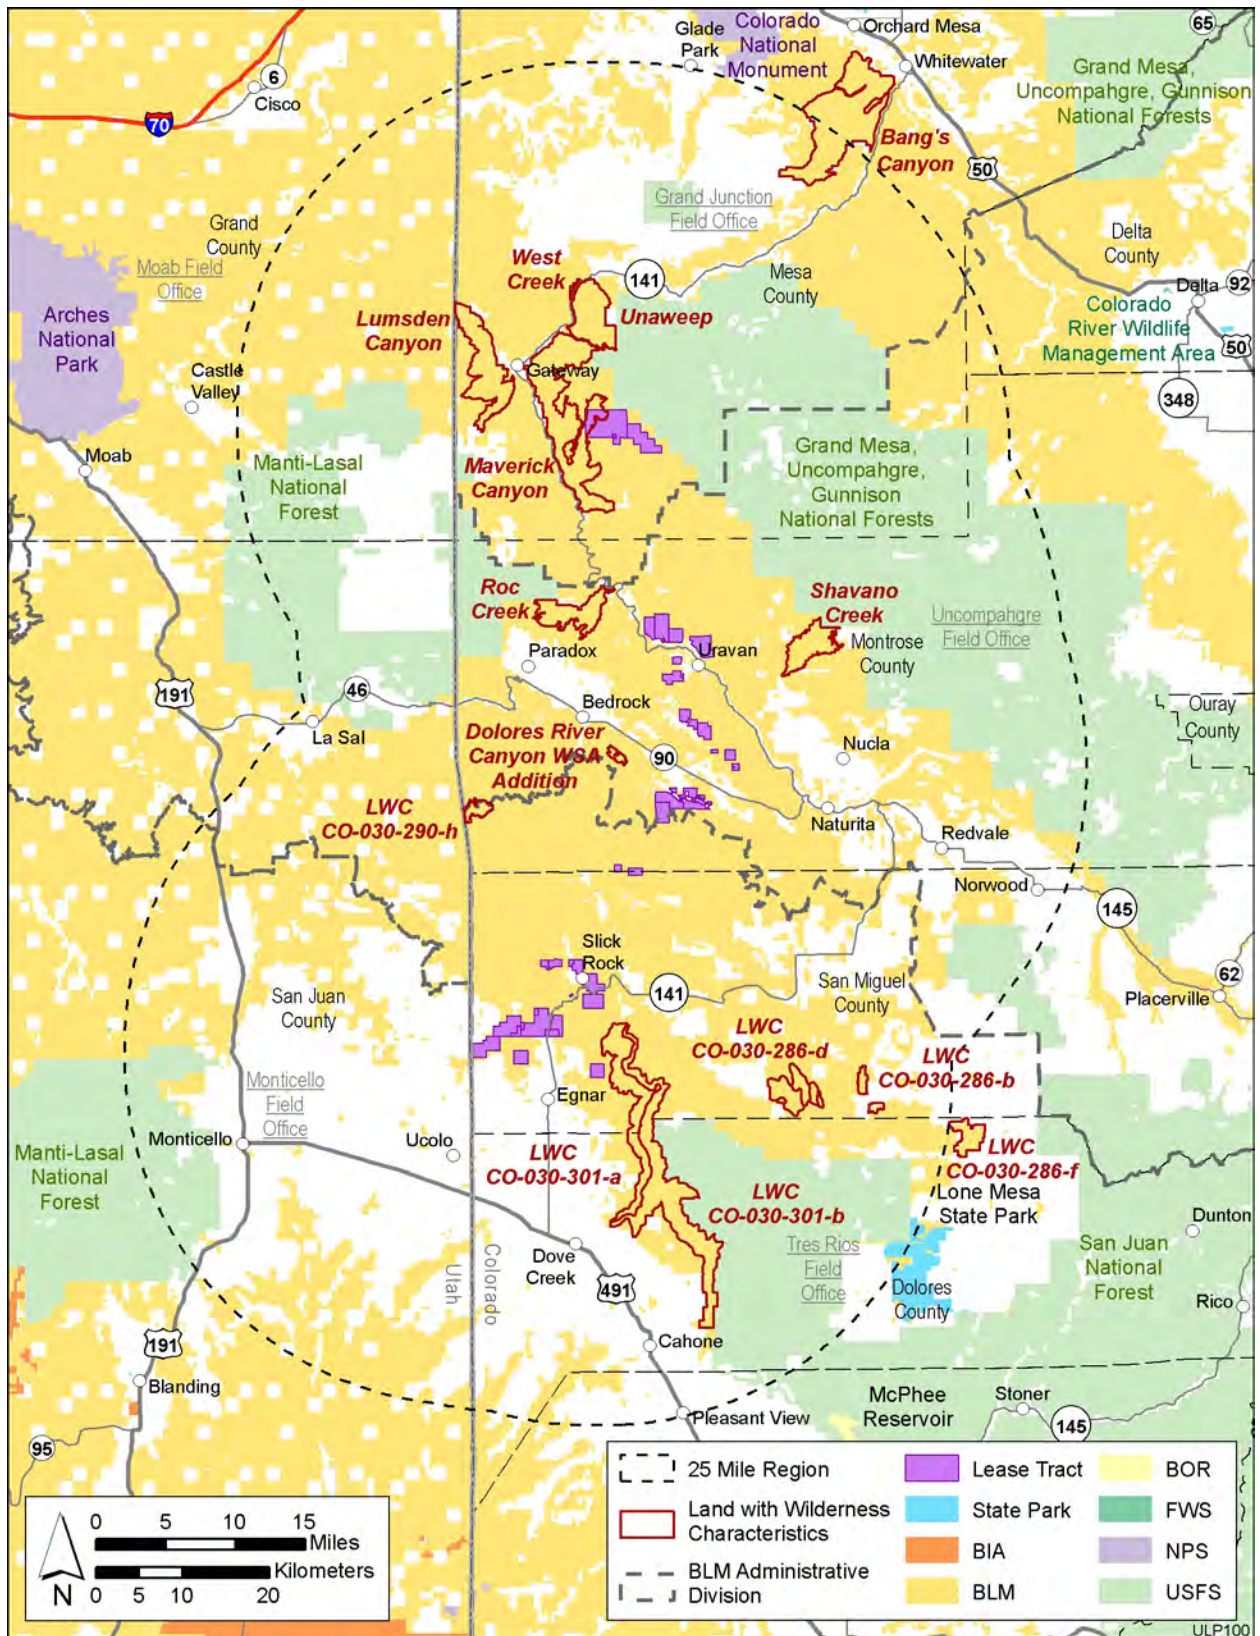 Colorado
National
Monument
Glade
Park
Orchard Mesa
Whitewater
65
Grand Mesa,
Uncompahgre, Gunnison
National Forests
6
Cisco
70
Bang's
Canyon
50
Grand Junction
Field Office
Grand
County
Moab Field
Office
Delta
County
West
Creek
141
Mesa
County
Delta
92
Colorado
River Wildlife
Management Area
50
Arches
National
Park
Lumsden
Canyon
Unaweep
Gateway
Castle
Valley
348
Moab
Manti-Lasal
National
Forest
Maverick
Canyon
Grand Mesa,
Uncompahgre,
Gunnison
National Forests
Roc
Creek
Shavano
Creek
Uncompahgre
Field Office
Montrose
County
Paradox
Uravan
191
46
Bedrock
La Sal
Ouray
County
Dolores River
Canyon WSA
Addition
90
Nucla
LWC
CO-030-290-h
Naturita
Redvale
Norwood
145
Slick
Rock
141
San Miguel
County
62
Placerville
San Juan
County
LWC
CO-030-286-d
LWC
CO-030-286-b
Monticello
Field
Office
Egnar
Monticello
Ucolo
Manti-Lasal
National
Forest
LWC
CO-030-301-a
LWC
CO-030-286-f
LWC
CO-030-301-b
Lone Mesa
State Park
Dunton
Tres Rios
Field
Office
San Juan
National
Forest
Utah
Colorado
Dove
Creek
491
Dolores
County
Rico
191
Cahone
Blanding
McPhee
Reservoir
Stoner
Pleasant View
145
95
0 5 10 15
Miles
Kilometers
0 5 10 20
N
25 Mile Region
Land with Wilderness
Characteristics
BLM Administrative
Division
Lease Tract
State Park
BIA
BLM
BOR
FWS
NPS
USFS
ULP100